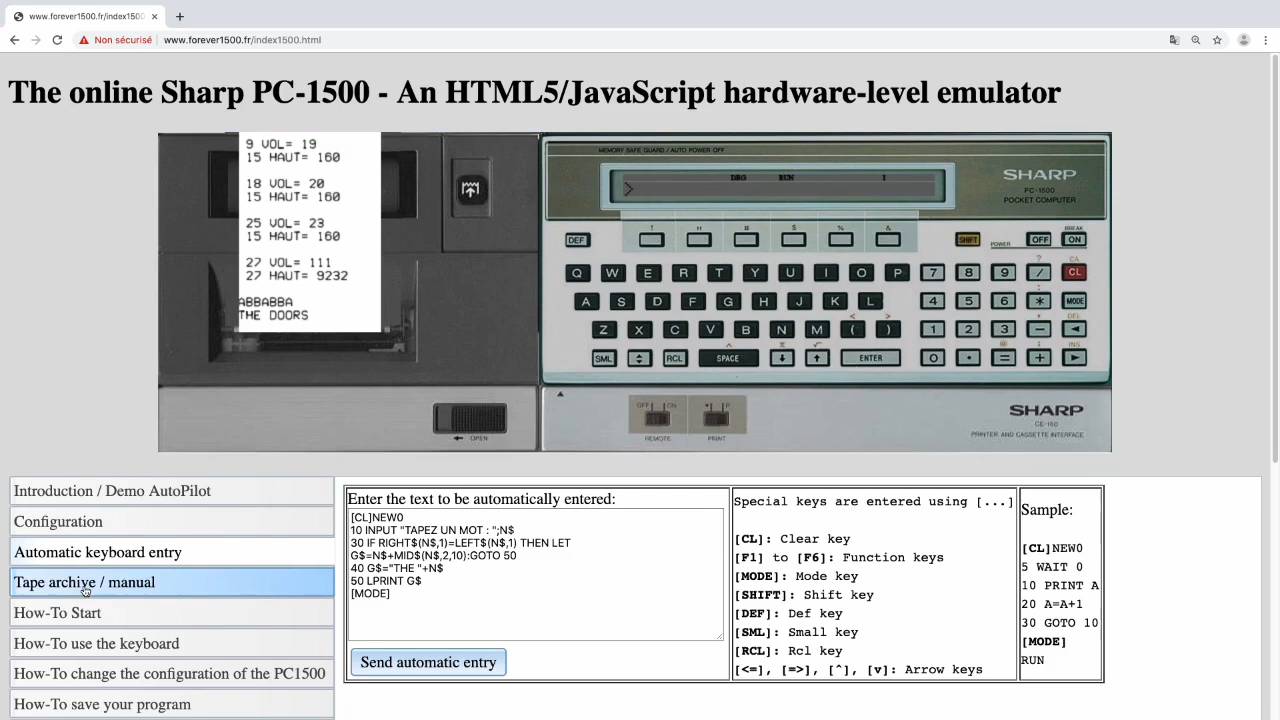 www.forever1500.fr/index1500
Non sécurisé www.forever1500.fr/index1500.html
The online Sharp PC-1500 - An HTML5/JavaScript hardware-level emulator
9 VOL= 19
15 HAUT= 160
18 VOL= 20
15 HAUT= 160
25 VOL= 23
15 HAUT= 160
27 VOL= 111
27 HAUT= 9232
ABBABBA
THE DOORS
OPEN
MEMORY SAFE GUARD / AUTO POWER OFF
DEG RUN I
>
SHARP
PC-1500
POCKET COMPUTER
! " # $ % &
BREAK
DEF SHIFT POWER OFF ON
? CA
Q W E R T Y U I O P 7 8 9 / CL
:
A S D F G H J K L 4 5 6 * MODE
< > DEL
Z X C V B N M ( ) 1 2 3 - ◄
^ π √ @ ; INS
SML ↕ RCL SPACE ↓ ↑ ENTER 0 • = + ►
OFF ON P
REMOTE PRINT
SHARP
CE-150
PRINTER AND CASSETTE INTERFACE
Introduction / Demo AutoPilot
Configuration
Automatic keyboard entry
Tape archive / manual
How-To Start
How-To use the keyboard
How-To change the configuration of the PC1500
How-To save your program
Enter the text to be automatically entered:
[CL]NEW0
10 INPUT "TAPEZ UN MOT : ";N$
30 IF RIGHT$(N$,1)=LEFT$(N$,1) THEN LET
G$=N$+MID$(N$,2,10):GOTO 50
40 G$="THE "+N$
50 LPRINT G$
[MODE]
Send automatic entry
Special keys are entered using [...]
[CL]: Clear key
[F1] to [F6]: Function keys
[MODE]: Mode key
[SHIFT]: Shift key
[DEF]: Def key
[SML]: Small key
[RCL]: Rcl key
[<=], [=>], [^], [v]: Arrow keys
Sample:
[CL]NEW0
5 WAIT 0
10 PRINT A
20 A=A+1
30 GOTO 10
[MODE]
RUN